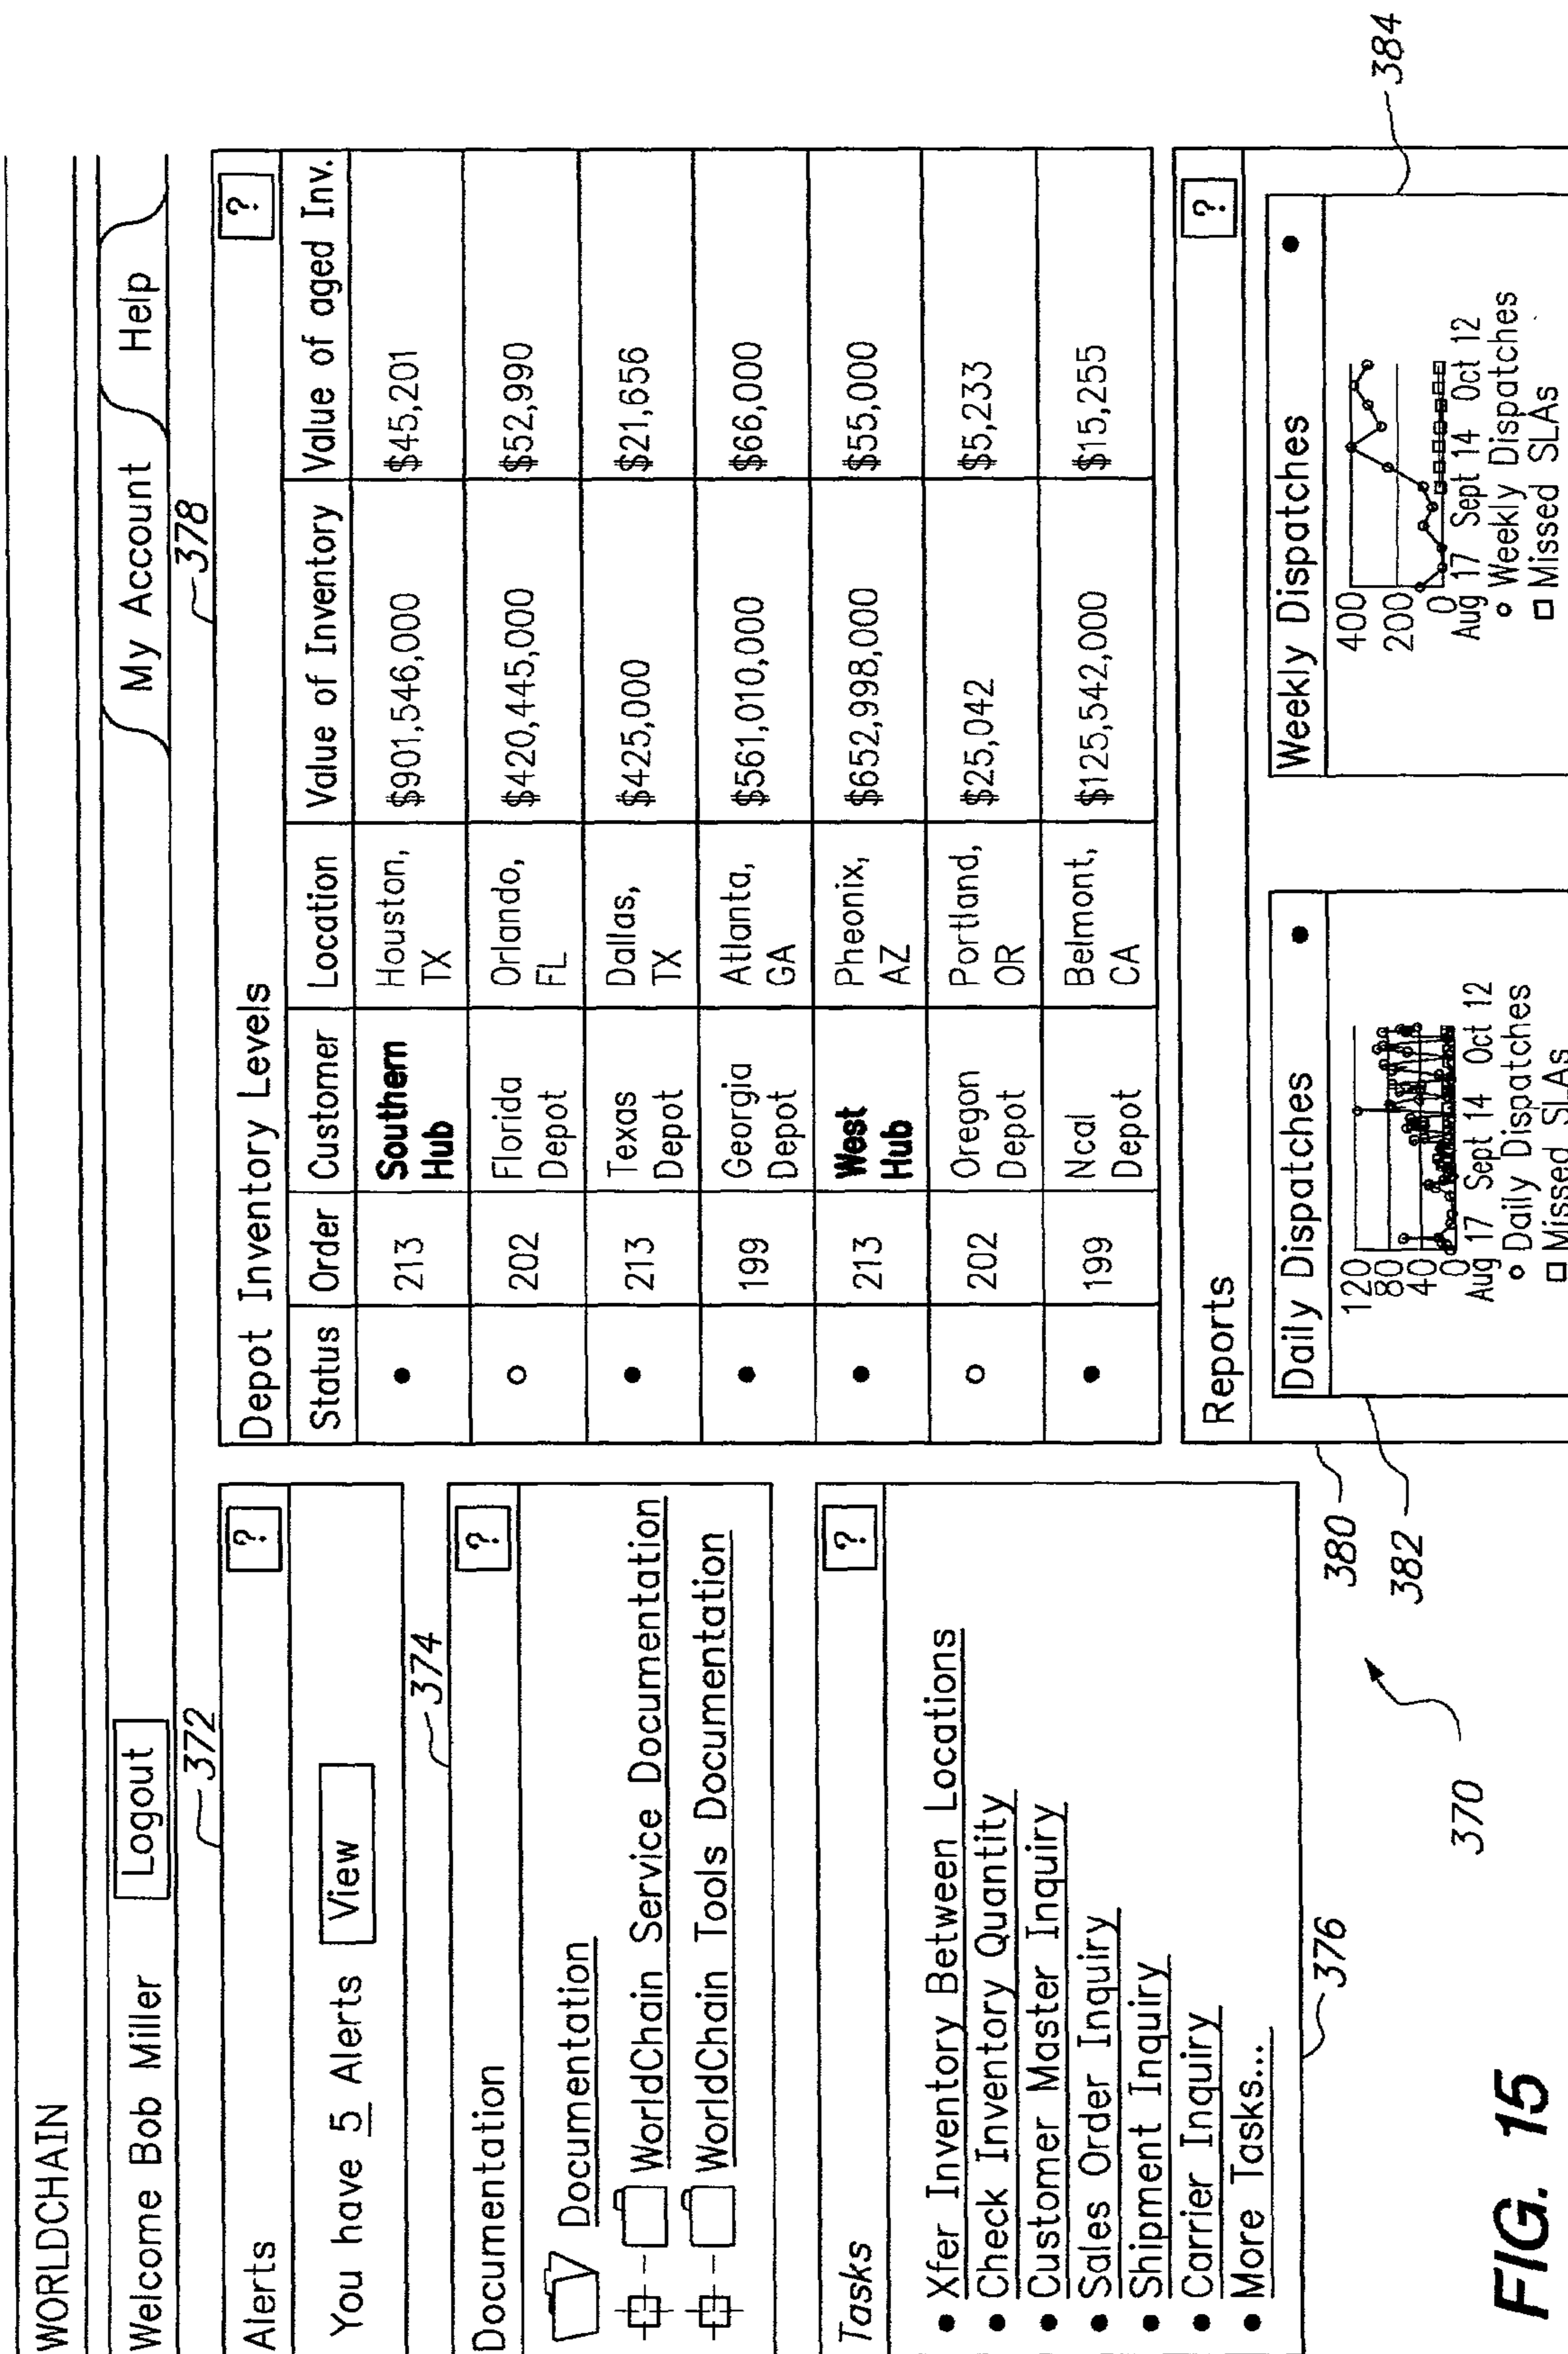 WORLDCHAIN
Welcome Bob Miller Logout
My Account Help
372
Alerts ?
You have 5 Alerts View
374
Documentation ?
Documentation
WorldChain Service Documentation
WorldChain Tools Documentation
Tasks ?
• Xfer Inventory Between Locations
• Check Inventory Quantity
• Customer Master Inquiry
• Sales Order Inquiry
• Shipment Inquiry
• Carrier Inquiry
• More Tasks...
376
378
Depot Inventory Levels ?
Status Order Customer Location Value of Inventory Value of aged Inv.
213 Southern Hub Houston, TX $901,546,000 $45,201
202 Florida Depot Orlando, FL $420,445,000 $52,990
213 Texas Depot Dallas, TX $425,000 $21,656
199 Georgia Depot Atlanta, GA $561,010,000 $66,000
213 West Hub Pheonix, AZ $652,998,000 $55,000
202 Oregon Depot Portland, OR $25,042 $5,233
199 Ncal Depot Belmont, CA $125,542,000 $15,255
Reports ?
380
382
Daily Dispatches
120
80
40
0
Aug 17 Sept 14 Oct 12
Daily Dispatches
Missed SLAs
Weekly Dispatches
400
200
0
Aug 17 Sept 14 Oct 12
Weekly Dispatches
Missed SLAs
384
370
FIG. 15